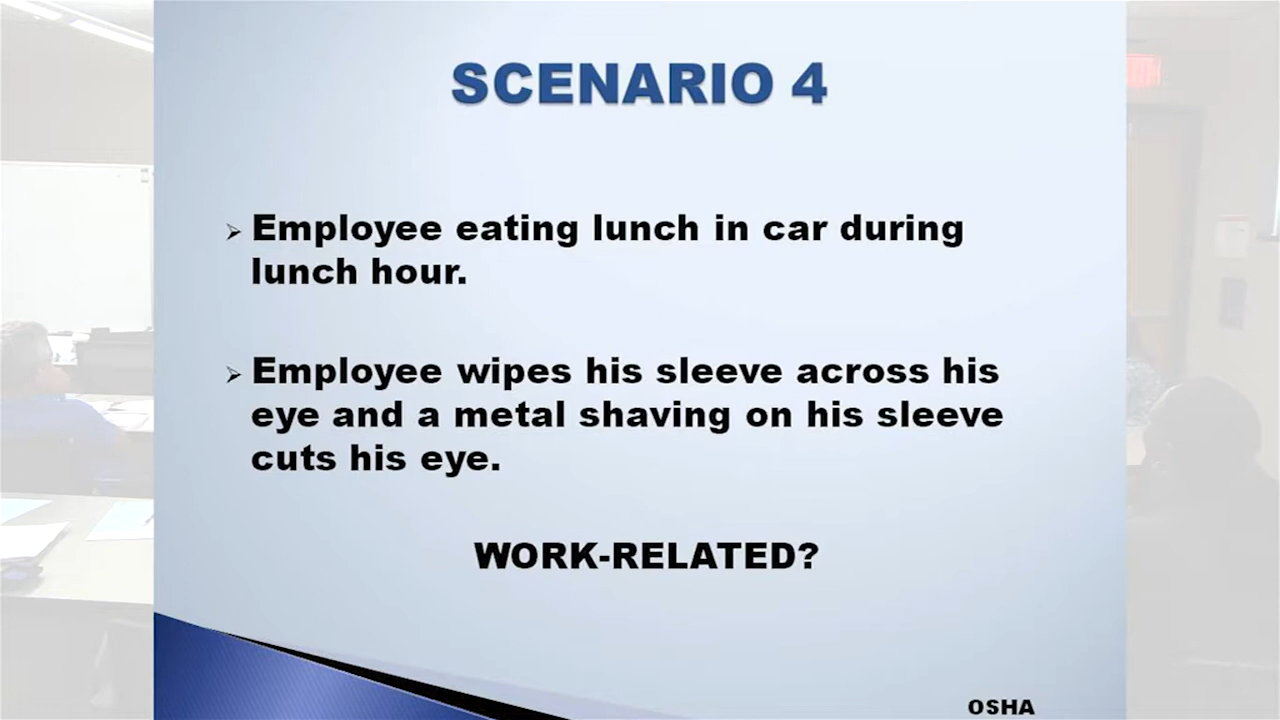 SCENARIO 4
Employee eating lunch in car during
lunch hour.
Employee wipes his sleeve across his
eye and a metal shaving on his sleeve
cuts his eye.
WORK-RELATED?
OSHA